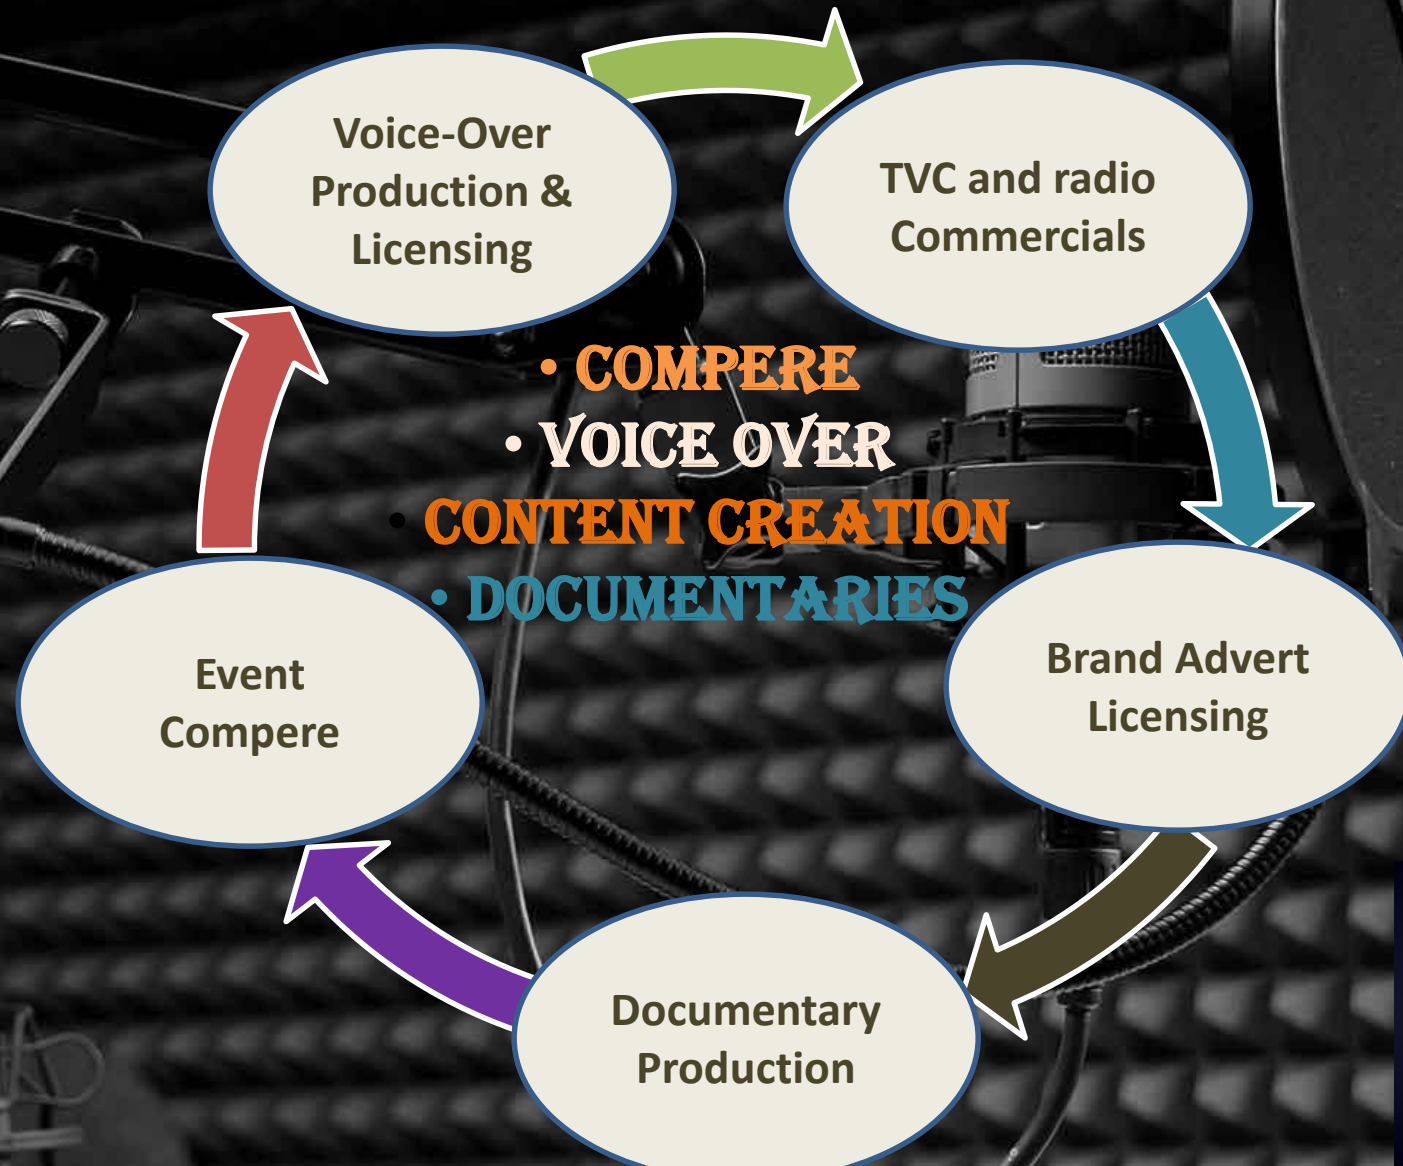 Voice-Over
Production &
Licensing
TVC and radio
Commercials
• COMPERE
• VOICE OVER
• CONTENT CREATION
• DOCUMENTARIES
Event
Compere
Brand Advert
Licensing
Documentary
Production